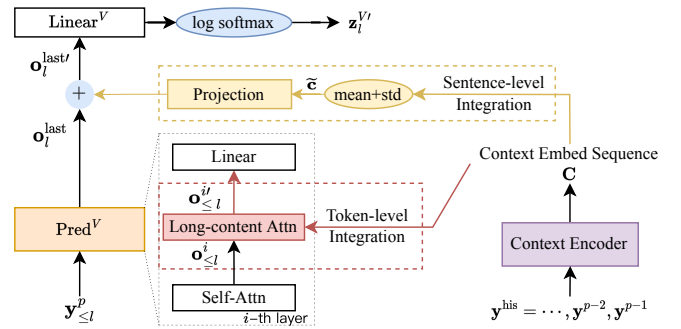 Linear^V
log softmax
z_l^{V′}
o_l^{last′}
+
Projection
c̃
mean+std
Sentence-level
Integration
o_l^{last}
Linear
Context Embed Sequence
C
o_{≤l}^{i′}
Pred^V
Long-content Attn
Token-level
Integration
Context Encoder
o_{≤l}^i
Self-Attn
y_{≤l}^p
i-th layer
y^{his} = ⋯, y^{p−2}, y^{p−1}